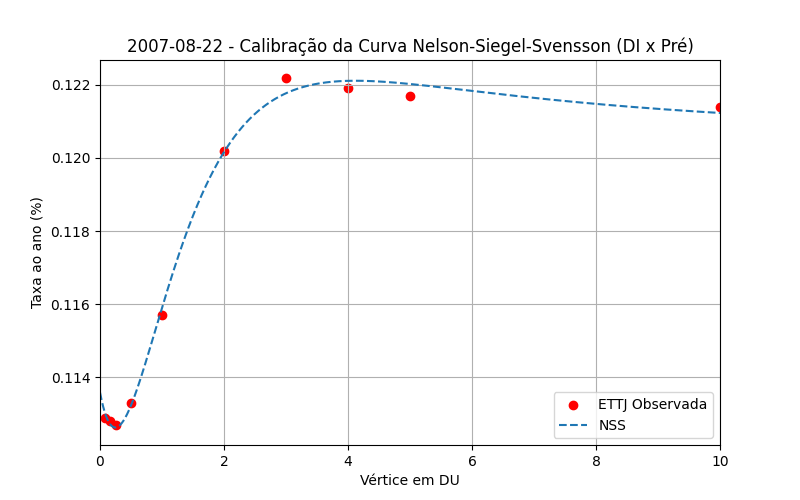 2007-08-22 - Calibração da Curva Nelson-Siegel-Svensson (DI x Pré)
0.122
0.120
0.118
0.116
0.114
Taxa ao ano (%)
ETTJ Observada
NSS
0 2 4 6 8 10
Vértice em DU